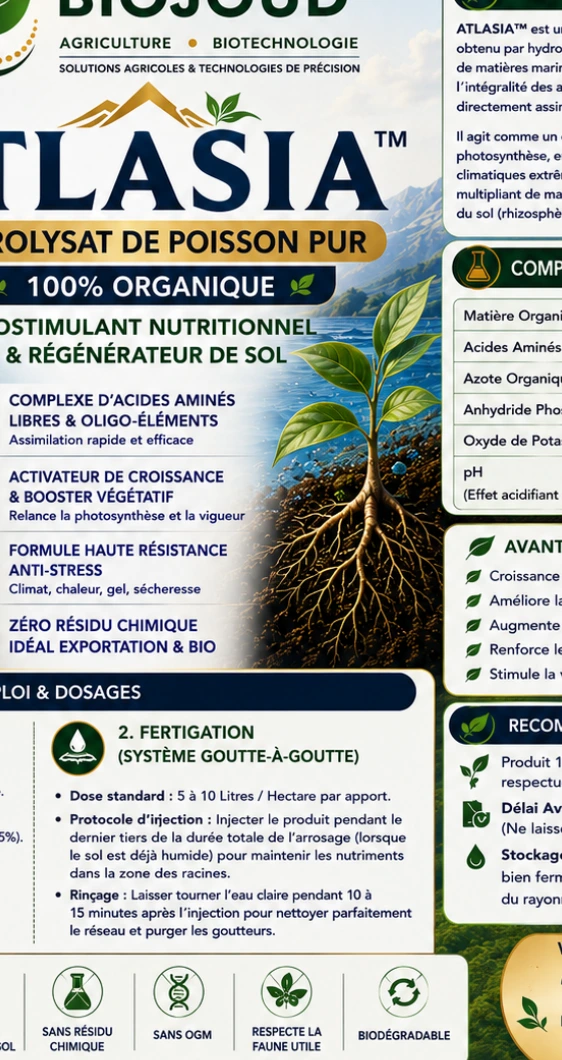 BIOJOUD
AGRICULTURE • BIOTECHNOLOGIE
SOLUTIONS AGRICOLES & TECHNOLOGIES DE PRÉCISION
TLASIA™
ROLYSAT DE POISSON PUR
100% ORGANIQUE
OSTIMULANT NUTRITIONNEL
& RÉGÉNÉRATEUR DE SOL
COMPLEXE D'ACIDES AMINÉS
LIBRES & OLIGO-ÉLÉMENTS
Assimilation rapide et efficace
ACTIVATEUR DE CROISSANCE
& BOOSTER VÉGÉTATIF
Relance la photosynthèse et la vigueur
FORMULE HAUTE RÉSISTANCE
ANTI-STRESS
Climat, chaleur, gel, sécheresse
ZÉRO RÉSIDU CHIMIQUE
IDÉAL EXPORTATION & BIO
PLOI & DOSAGES
5%).
2. FERTIGATION
(SYSTÈME GOUTTE-À-GOUTTE)
• Dose standard : 5 à 10 Litres / Hectare par apport.
• Protocole d'irjection : Injecter le produit pendant le
dernier tiers de la durée totale de l'arrosage (lorsque
le sol est déjà humide) pour maintenir les nutriments
dans la zone des racines.
• Rinçage : Laisser tourner l'eau claire pendant 10 à
15 minutes après l'injection pour nettoyer parfaitement
le réseau et purger les goutteurs.
SOL
SANS RÉSIDU
CHIMIQUE
SANS OGM
RESPECTE LA
FAUNE UTILE
BIODÉGRADABLE
ATLASIA™ est un
obtenu par hydro
de matières marin
l'intégralité des a
directement assin
Il agit comme un
photosynthèse, e
climatiques extrê
multipliant de ma
du sol (rhizosphè
COMP
Matière Organi
Acides Aminés
Azote Organiqu
Anhydride Phos
Oxyde de Potas
pH
(Effet acidifiant
AVANT
Croissance
Améliore la
Augmente
Renforce le
Stimule la v
RECOM
Produit 1
respectu
Délai Av
(Ne laisse
Stockage
bien ferm
du rayon